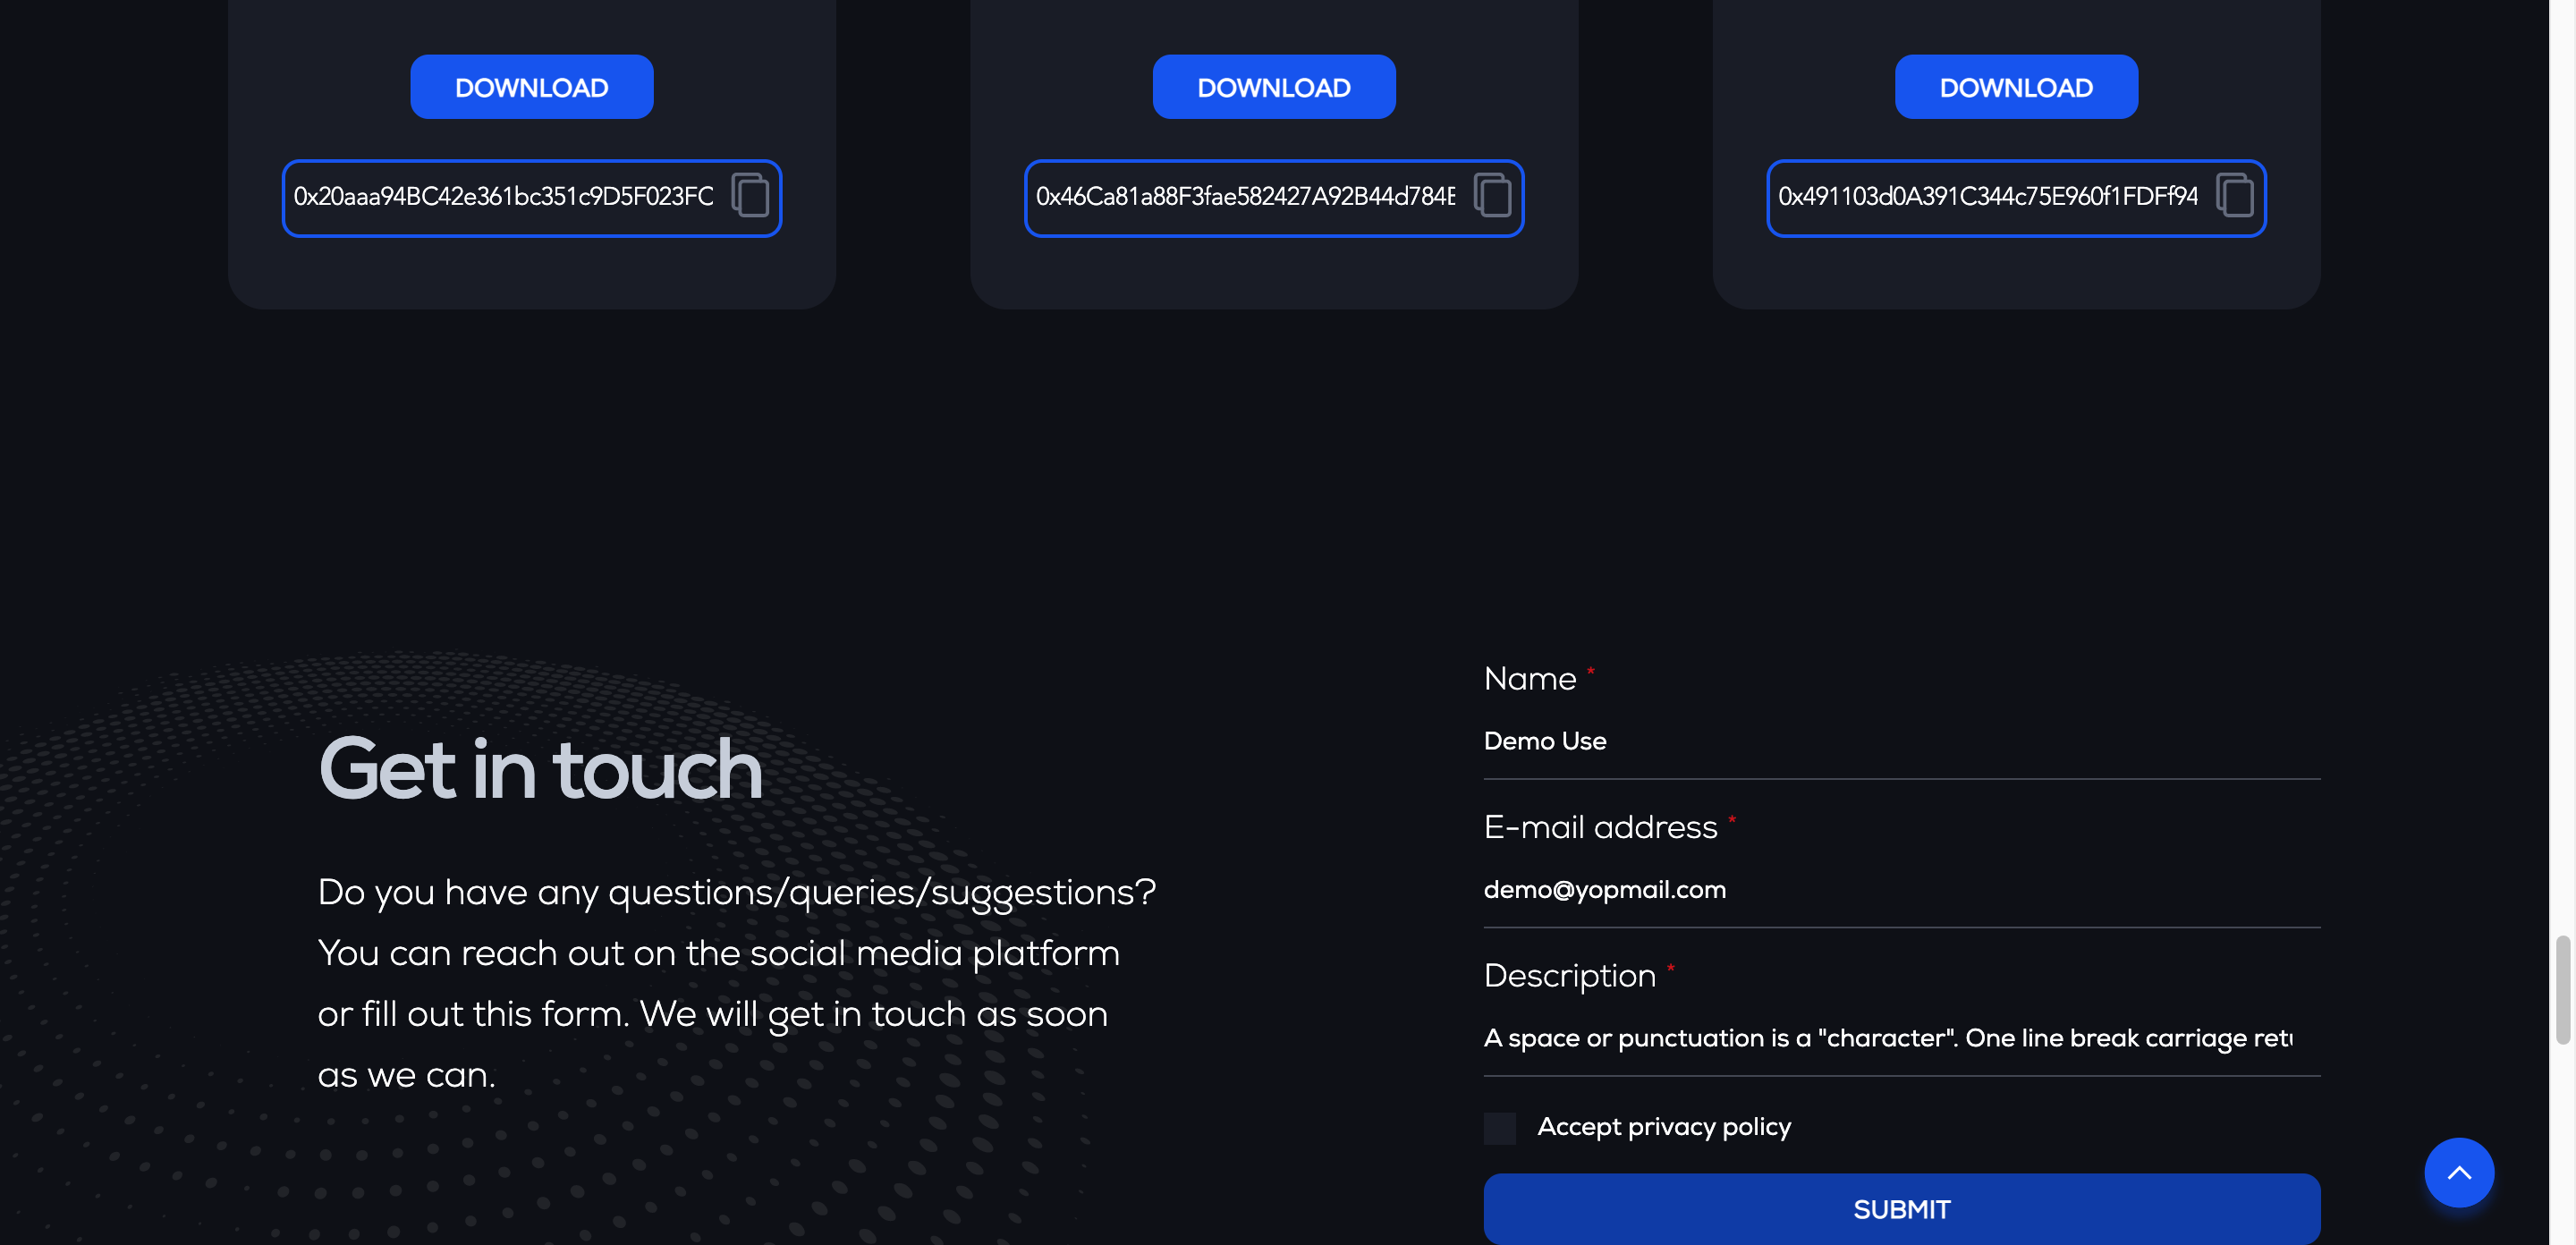 DOWNLOAD
DOWNLOAD
DOWNLOAD
0x20aaa94BC42e361bc351c9D5F023FC
0x46Ca81a88F3fae582427A92B44d784E
0x491103d0A391C344c75E960f1FDFf94
Get in touch
Do you have any questions/queries/suggestions?
You can reach out on the social media platform
or fill out this form. We will get in touch as soon
as we can.
Name *
Demo Use
E-mail address *
demo@yopmail.com
Description *
A space or punctuation is a "character". One line break carriage retu
Accept privacy policy
SUBMIT